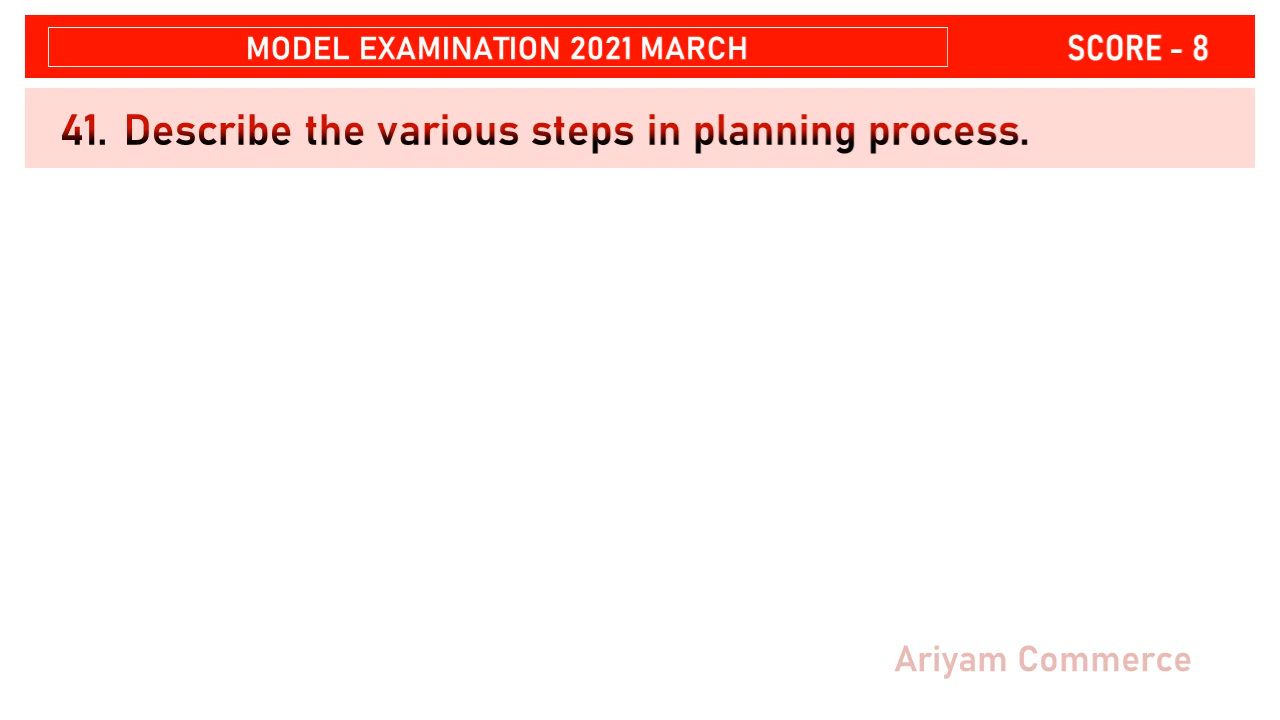 MODEL EXAMINATION 2021 MARCH
SCORE - 8
41. Describe the various steps in planning process.
Ariyam Commerce